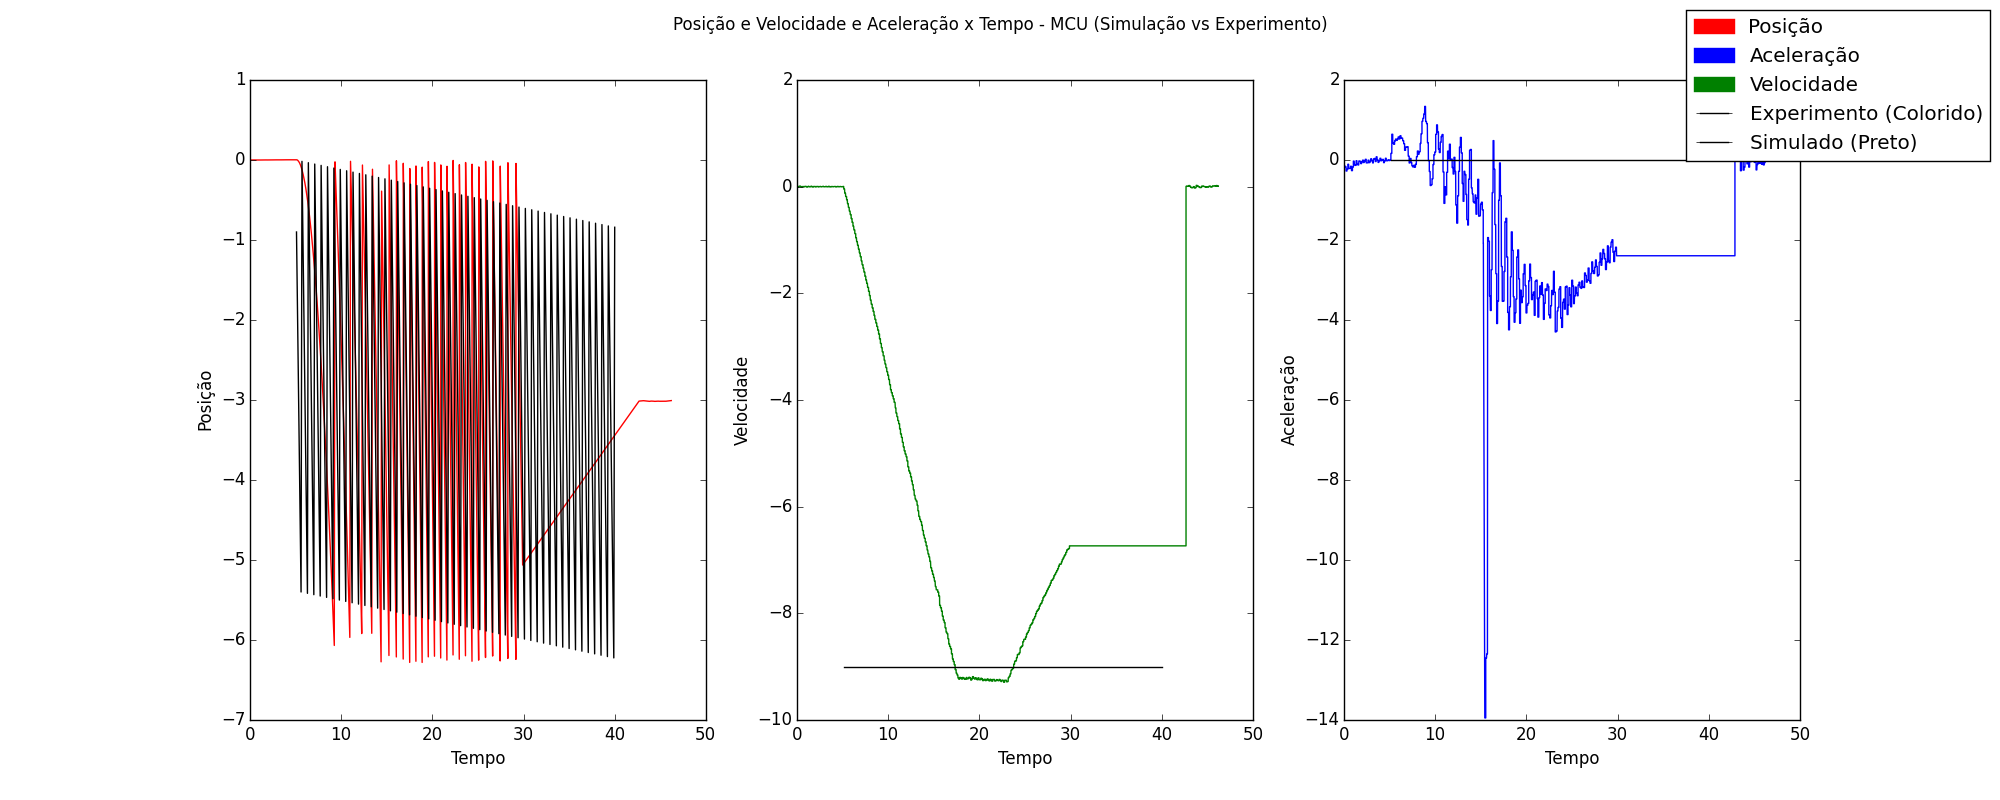 Posição e Velocidade e Aceleração x Tempo - MCU (Simulação vs Experimento)
Posição
Aceleração
Velocidade
Experimento (Colorido)
Simulado (Preto)
1
0
−1
−2
−3
−4
−5
−6
−7
Posição
0 10 20 30 40 50
Tempo
2
0
−2
−4
−6
−8
−10
Velocidade
0 10 20 30 40 50
Tempo
2
0
−2
−4
−6
−8
−10
−12
−14
Aceleração
0 10 20 30 40 50
Tempo